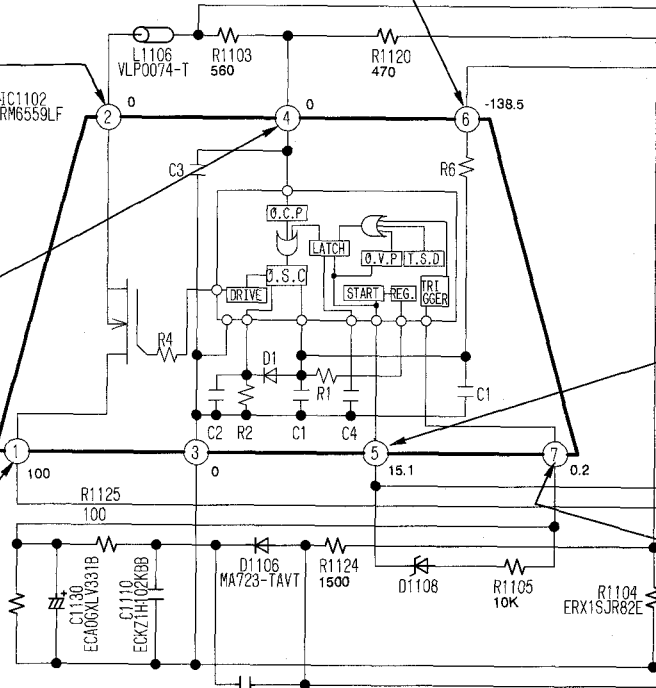 L1106
VLP0074-T
R1103
560
R1120
470
IC1102
RM6559LF
2
0
4
0
6
-138.5
C3
R6
O.C.P
LATCH
O.V.P
T.S.D
O.S.C
DRIVE
START
REG.
TRI
GGER
R4
D1
R1
C1
C2
R2
C1
C4
1
100
3
0
5
15.1
7
0.2
R1125
100
C1130
ECA0GXLV331B
C1110
ECKZ1H102KBB
D1106
MA723-TAVT
R1124
1500
D1108
R1105
10K
R1104
ERX1SJR82E